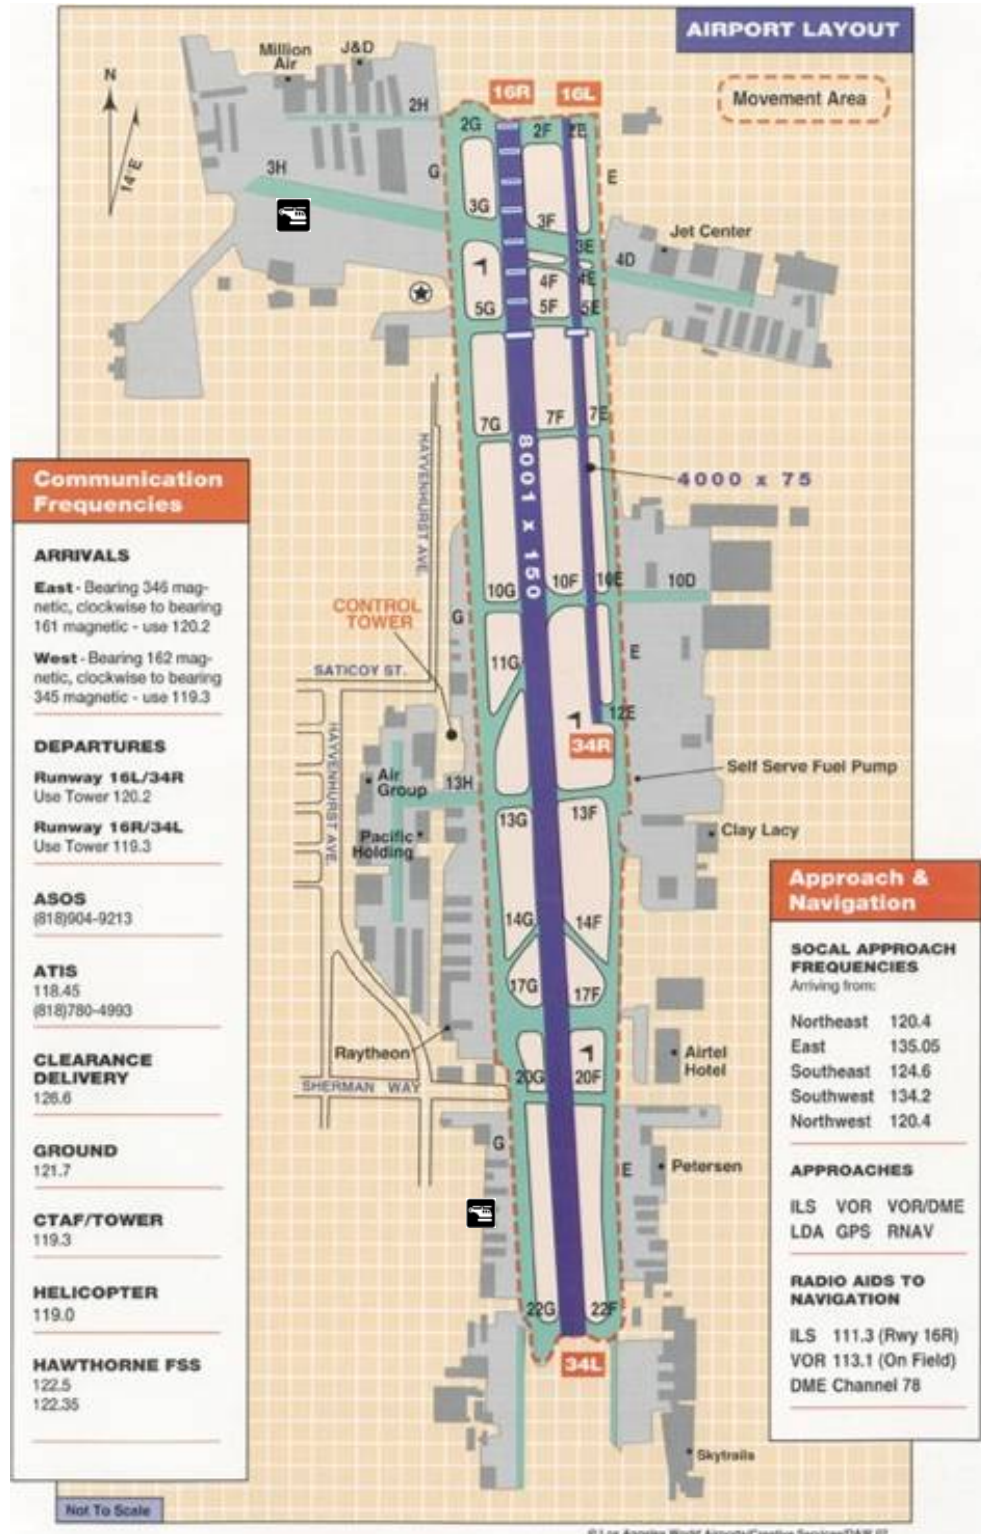 AIRPORT LAYOUT
Movement Area
Million
Air
J&D
N
14°E
16R
16L
2H
2G
2F
2E
3H
G
E
3G
3F
3E
Jet Center
4D
4F
4E
5G
5F
5E
7G
7F
7E
HAYVENHURST AVE.
8001 x 150
4000 x 75
10G
10F
10E
10D
CONTROL
TOWER
G
E
SATICOY ST.
11G
12E
34R
HAYVENHURST AVE.
Self Serve Fuel Pump
Air
Group
13H
13G
13F
Clay Lacy
Pacific
Holding
14G
14F
17G
17F
Raytheon
Airtel
Hotel
SHERMAN WAY
20G
20F
G
E
Petersen
22G
22F
34L
Skytrails
Not To Scale
Communication
Frequencies
ARRIVALS
East - Bearing 346 mag-
netic, clockwise to bearing
161 magnetic - use 120.2
West - Bearing 162 mag-
netic, clockwise to bearing
345 magnetic - use 119.3
DEPARTURES
Runway 16L/34R
Use Tower 120.2
Runway 16R/34L
Use Tower 119.3
ASOS
(818)904-9213
ATIS
118.45
(818)780-4993
CLEARANCE
DELIVERY
126.6
GROUND
121.7
CTAF/TOWER
119.3
HELICOPTER
119.0
HAWTHORNE FSS
122.5
122.35
Approach &
Navigation
SOCAL APPROACH
FREQUENCIES
Arriving from:
Northeast 120.4
East 135.05
Southeast 124.6
Southwest 134.2
Northwest 120.4
APPROACHES
ILS VOR VOR/DME
LDA GPS RNAV
RADIO AIDS TO
NAVIGATION
ILS 111.3 (Rwy 16R)
VOR 113.1 (On Field)
DME Channel 78